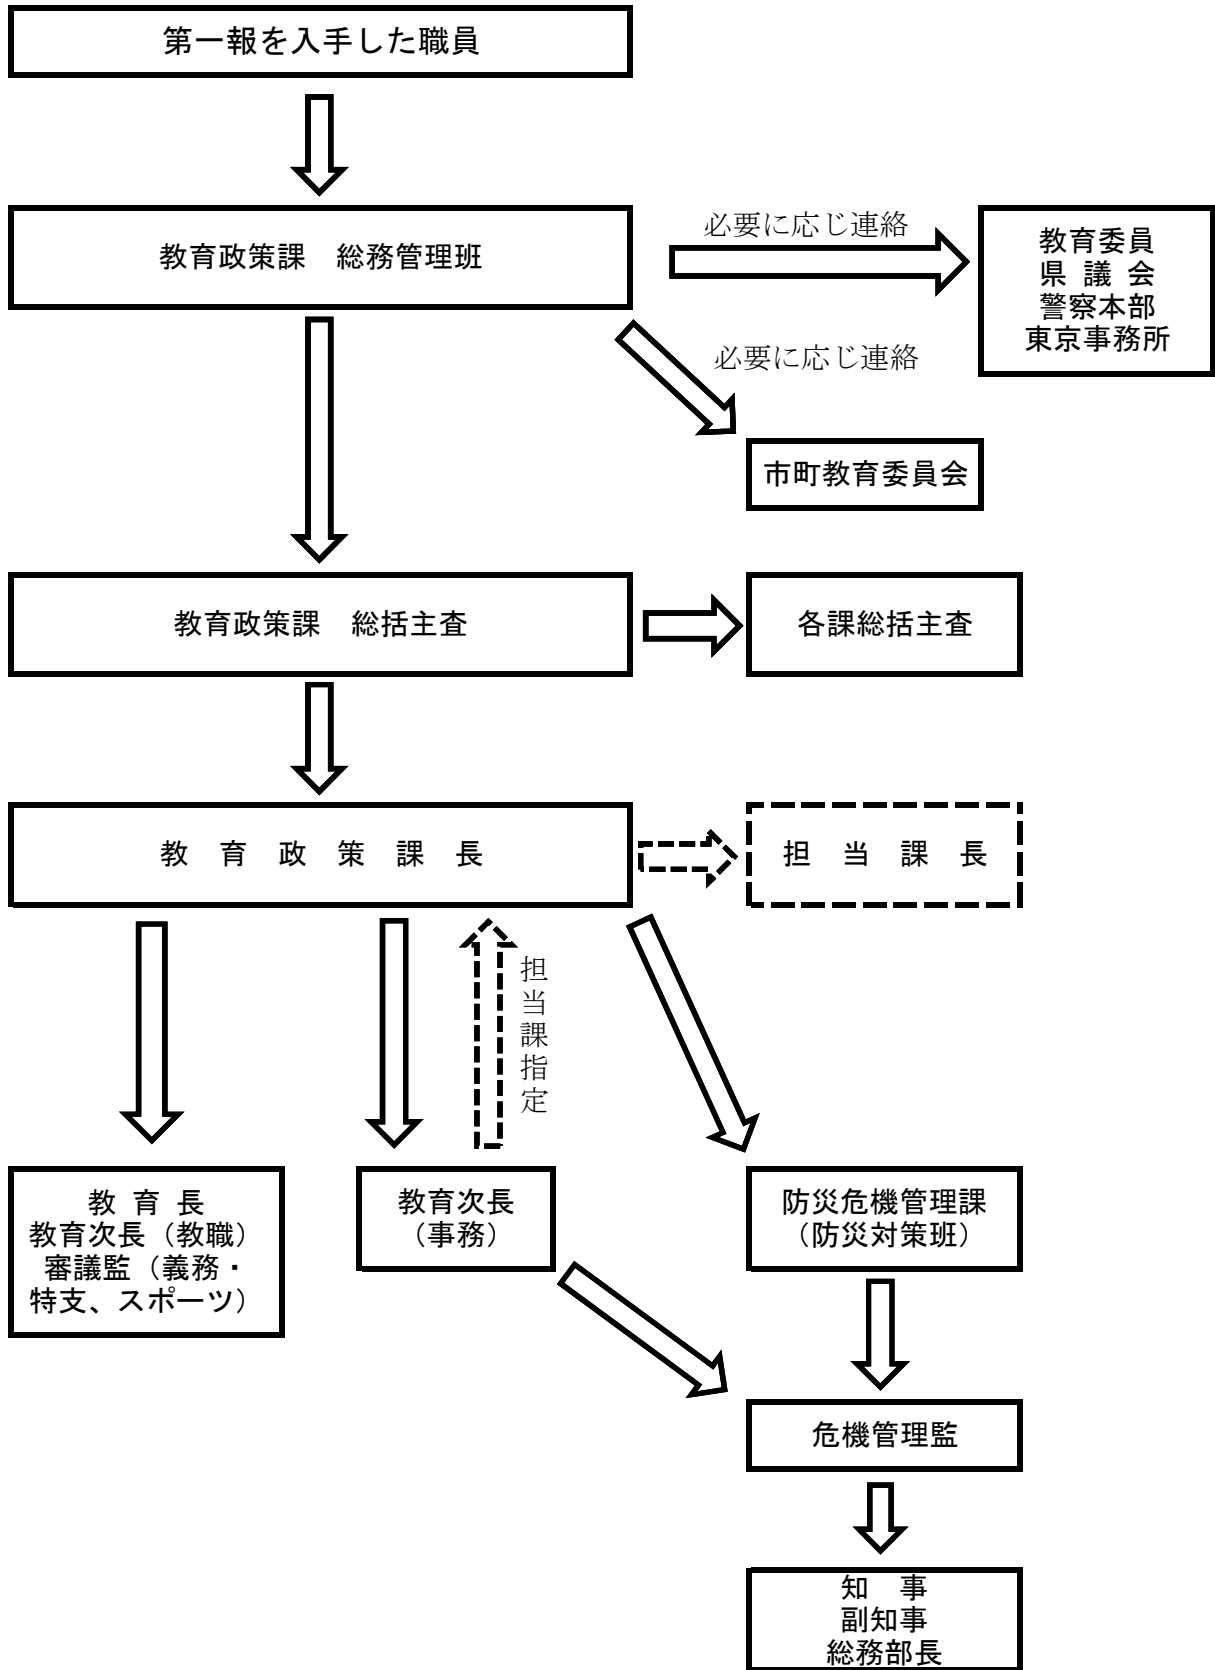 第一報を入手した職員
教育政策課　総務管理班
必要に応じ連絡
教育委員
県 議 会
警察本部
東京事務所
必要に応じ連絡
市町教育委員会
教育政策課　総括主査
各課総括主査
教　育　政　策　課　長
担　当　課　長
担当課指定
教 育 長
教育次長（教職）
審議監（義務・
特支、スポーツ）
教育次長
（事務）
防災危機管理課
（防災対策班）
危機管理監
知　事
副知事
総務部長